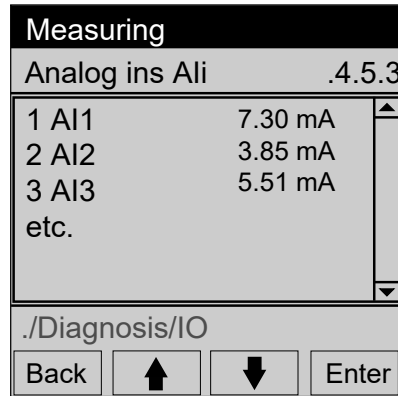 Measuring
Analog ins AIi .4.5.3
1 AI1 7.30 mA
2 AI2 3.85 mA
3 AI3 5.51 mA
etc.
./Diagnosis/IO
Back Enter